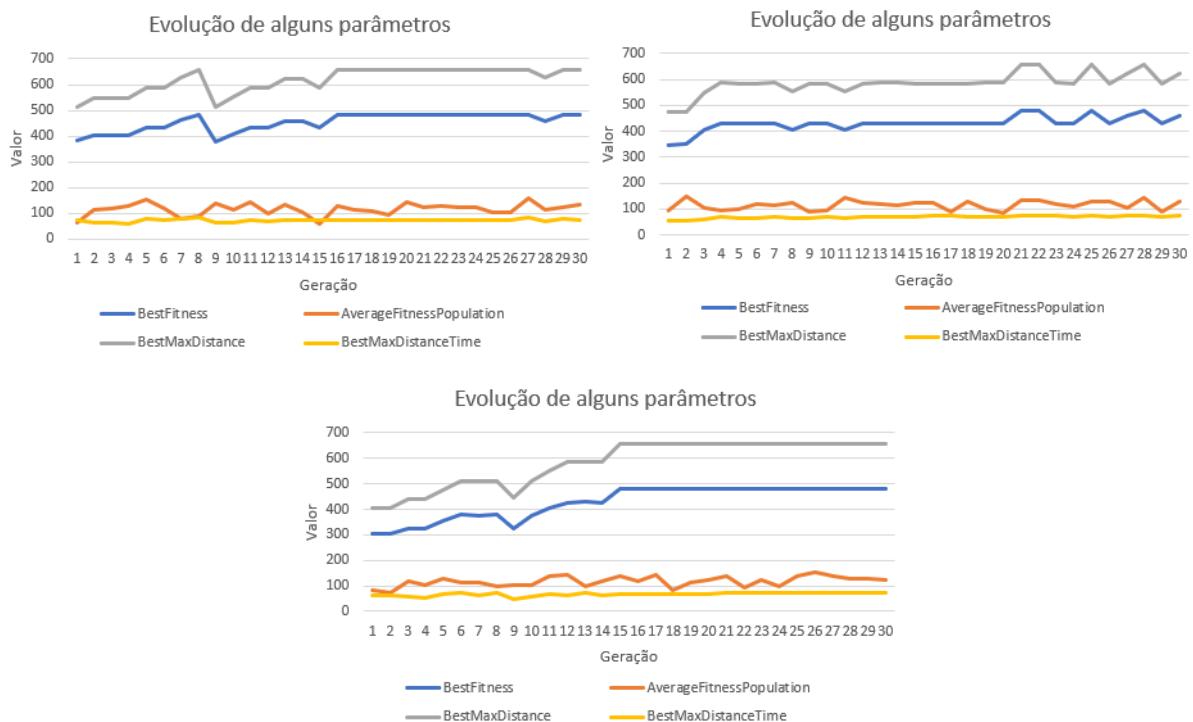 Evolução de alguns parâmetros
700
600
500
400
300
200
100
0
Valor
1 2 3 4 5 6 7 8 9 10 11 12 13 14 15 16 17 18 19 20 21 22 23 24 25 26 27 28 29 30
Geração
BestFitness
AverageFitnessPopulation
BestMaxDistance
BestMaxDistanceTime
Evolução de alguns parâmetros
700
600
500
400
300
200
100
0
Valor
1 2 3 4 5 6 7 8 9 10 11 12 13 14 15 16 17 18 19 20 21 22 23 24 25 26 27 28 29 30
Geração
BestFitness
AverageFitnessPopulation
BestMaxDistance
BestMaxDistanceTime
Evolução de alguns parâmetros
700
600
500
400
300
200
100
0
Valor
1 2 3 4 5 6 7 8 9 10 11 12 13 14 15 16 17 18 19 20 21 22 23 24 25 26 27 28 29 30
Geração
BestFitness
AverageFitnessPopulation
BestMaxDistance
BestMaxDistanceTime